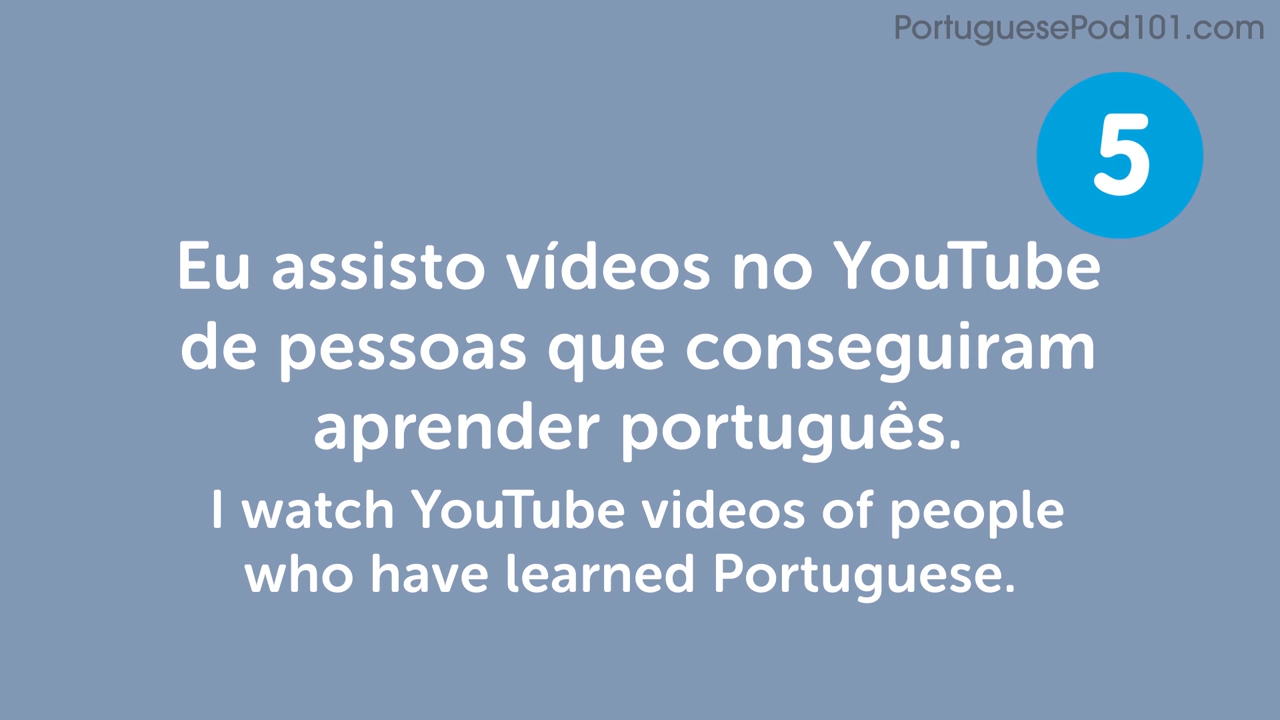 PortuguesePod101.com
5
Eu assisto vídeos no YouTube
de pessoas que conseguiram
aprender português.
I watch YouTube videos of people
who have learned Portuguese.